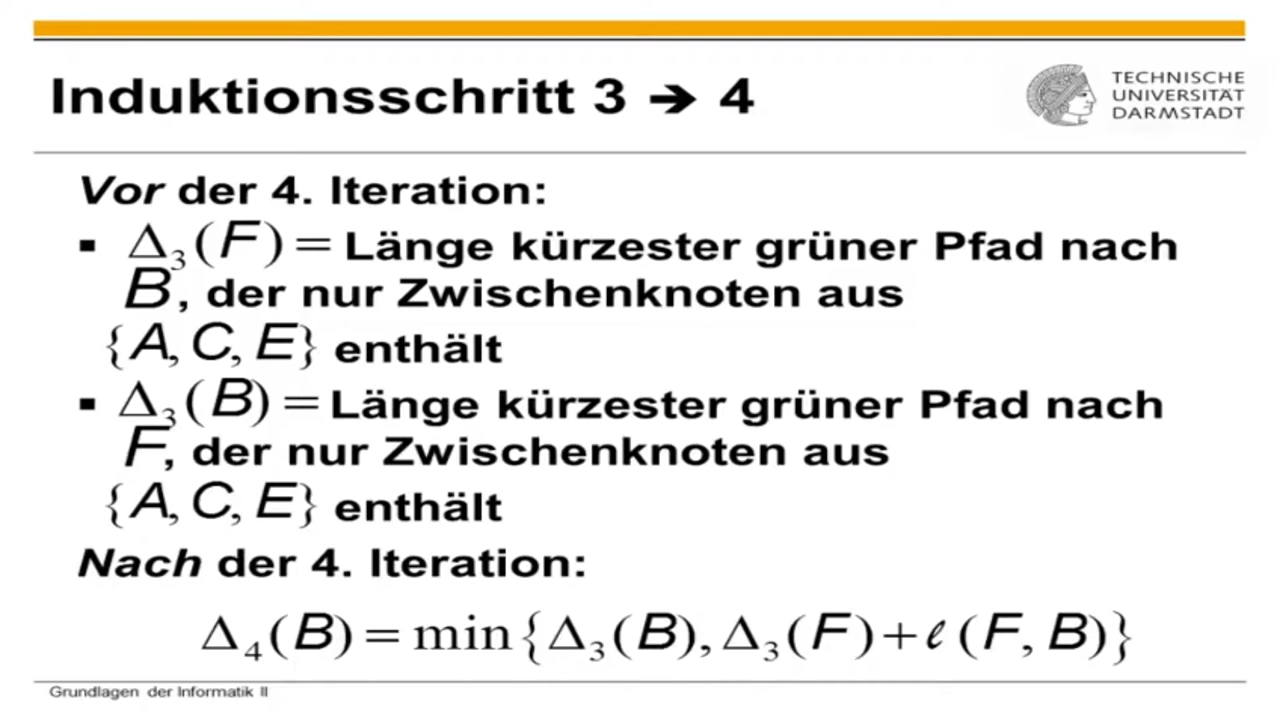 Induktionsschritt 3 ➔ 4
TECHNISCHE
UNIVERSITÄT
DARMSTADT
Vor der 4. Iteration:
▪ Δ₃(F) = Länge kürzester grüner Pfad nach
B, der nur Zwischenknoten aus
{A, C, E} enthält
▪ Δ₃(B) = Länge kürzester grüner Pfad nach
F, der nur Zwischenknoten aus
{A, C, E} enthält
Nach der 4. Iteration:
Δ₄(B) = min{Δ₃(B), Δ₃(F) + ℓ(F, B)}
Grundlagen der Informatik II